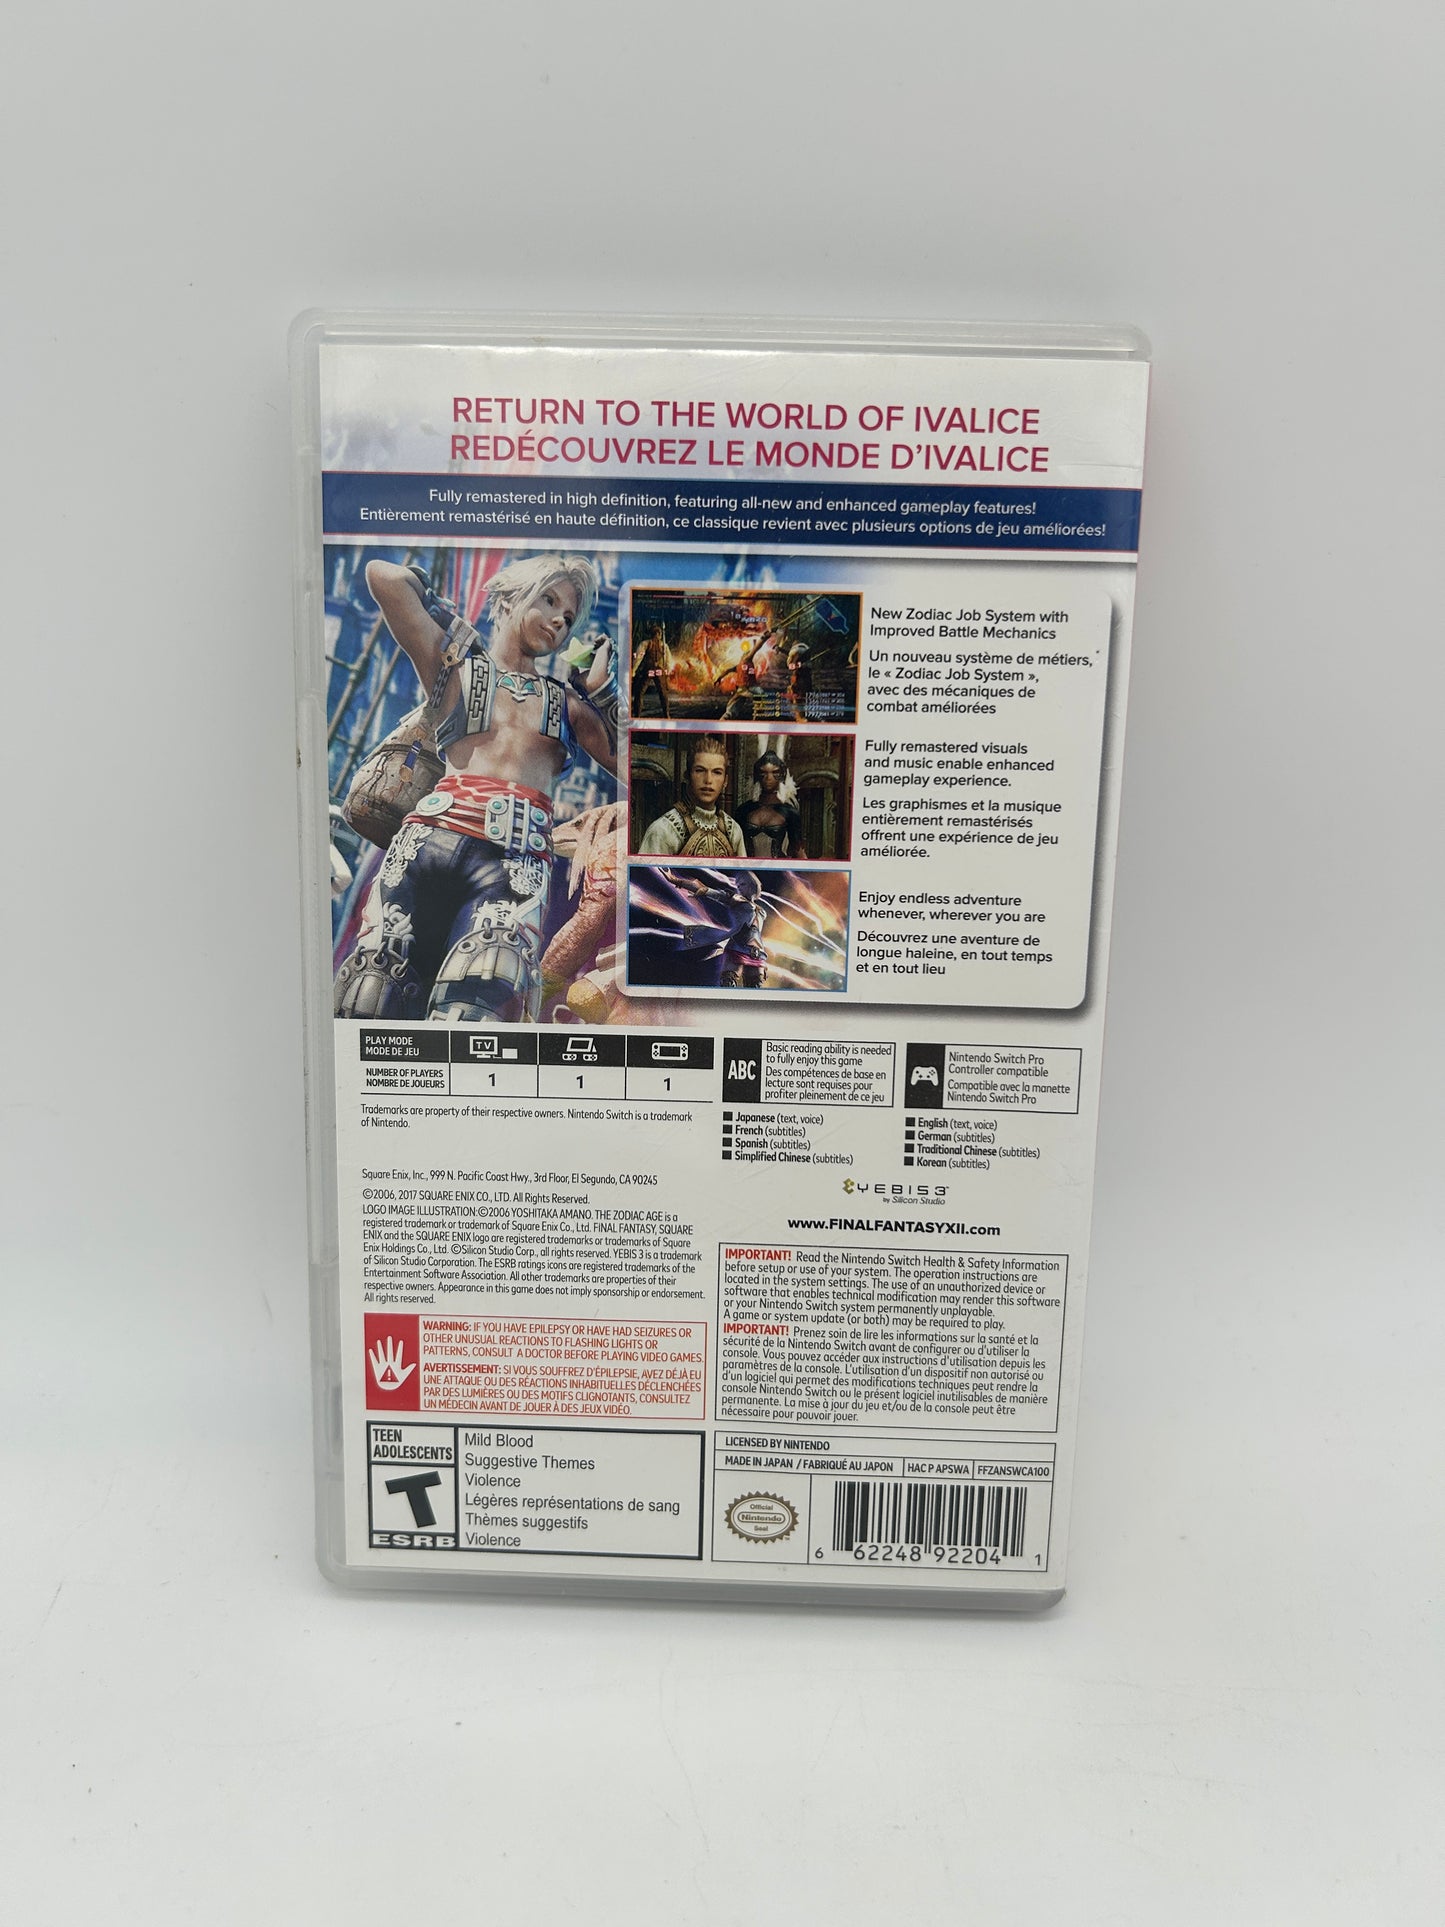 RETURN TO THE WORLD OF IVALICE
REDÉCOUVREZ LE MONDE D'IVALICE
Fully remastered in high definition, featuring all-new and enhanced gameplay features!
Entièrement remastérisé en haute définition, ce classique revient avec plusieurs options de jeu améliorées!
New Zodiac Job System with
Improved Battle Mechanics
Un nouveau système de métiers,
le « Zodiac Job System »,
avec des mécaniques de
combat améliorées
Fully remastered visuals
and music enable enhanced
gameplay experience.
Les graphismes et la musique
entièrement remastérisés
offrent une expérience de jeu
améliorée.
Enjoy endless adventure
whenever, wherever you are
Découvrez une aventure de
longue haleine, en tout temps
et en tout lieu
PLAY MODE
MODE DE JEU
TV
NUMBER OF PLAYERS
NOMBRE DE JOUEURS
1
1
1
Trademarks are property of their respective owners. Nintendo Switch is a trademark
of Nintendo.
ABC
Basic reading ability is needed
to fully enjoy this game
Des compétences de base en
lecture sont requises pour
profiter pleinement de ce jeu
Nintendo Switch Pro
Controller compatible
Compatible avec la manette
Nintendo Switch Pro
Japanese (text, voice)
French (subtitles)
Spanish (subtitles)
Simplified Chinese (subtitles)
English (text, voice)
German (subtitles)
Traditional Chinese (subtitles)
Korean (subtitles)
YEBIS 3
by Silicon Studio
www.FINALFANTASYXII.com
Square Enix, Inc., 999 N. Pacific Coast Hwy., 3rd Floor, El Segundo, CA 90245
©2006, 2017 SQUARE ENIX CO., LTD. All Rights Reserved.
LOGO IMAGE ILLUSTRATION:©2006 YOSHITAKA AMANO. THE ZODIAC AGE is a
registered trademark or trademark of Square Enix Co., Ltd. FINAL FANTASY, SQUARE
ENIX and the SQUARE ENIX logo are registered trademarks or trademarks of Square
Enix Holdings Co., Ltd. ©Silicon Studio Corp., all rights reserved. YEBIS 3 is a trademark
of Silicon Studio Corporation. The ESRB ratings icons are registered trademarks of the
Entertainment Software Association. All other trademarks are properties of their
respective owners. Appearance in this game does not imply sponsorship or endorsement.
All rights reserved.
WARNING: IF YOU HAVE EPILEPSY OR HAVE HAD SEIZURES OR
OTHER UNUSUAL REACTIONS TO FLASHING LIGHTS OR
PATTERNS, CONSULT A DOCTOR BEFORE PLAYING VIDEO GAMES.
AVERTISSEMENT: SI VOUS SOUFFREZ D'ÉPILEPSIE, AVEZ DÉJÀ EU
UNE ATTAQUE OU DES RÉACTIONS INHABITUELLES DÉCLENCHÉES
PAR DES LUMIÈRES OU DES MOTIFS CLIGNOTANTS, CONSULTEZ
UN MÉDECIN AVANT DE JOUER À DES JEUX VIDÉO.
IMPORTANT! Read the Nintendo Switch Health & Safety Information
before setup or use of your system. The operation instructions are
located in the system settings. The use of an unauthorized device or
software that enables technical modification may render this software
or your Nintendo Switch system permanently unplayable.
A game or system update (or both) may be required to play.
IMPORTANT! Prenez soin de lire les informations sur la santé et la
sécurité de la Nintendo Switch avant de configurer ou d'utiliser la
console. Vous pouvez accéder aux instructions d'utilisation depuis les
paramètres de la console. L'utilisation d'un dispositif non autorisé ou
d'un logiciel qui permet des modifications techniques peut rendre la
console Nintendo Switch ou le présent logiciel inutilisables de manière
permanente. La mise à jour du jeu et/ou de la console peut être
nécessaire pour pouvoir jouer.
TEEN
ADOLESCENTS
T
ESRB
Mild Blood
Suggestive Themes
Violence
Légères représentations de sang
Thèmes suggestifs
Violence
LICENSED BY NINTENDO
MADE IN JAPAN / FABRIQUÉ AU JAPON
HAC P APSWA
FFZANSWCA100
Official
Nintendo
Seal
6 62248 92204 1